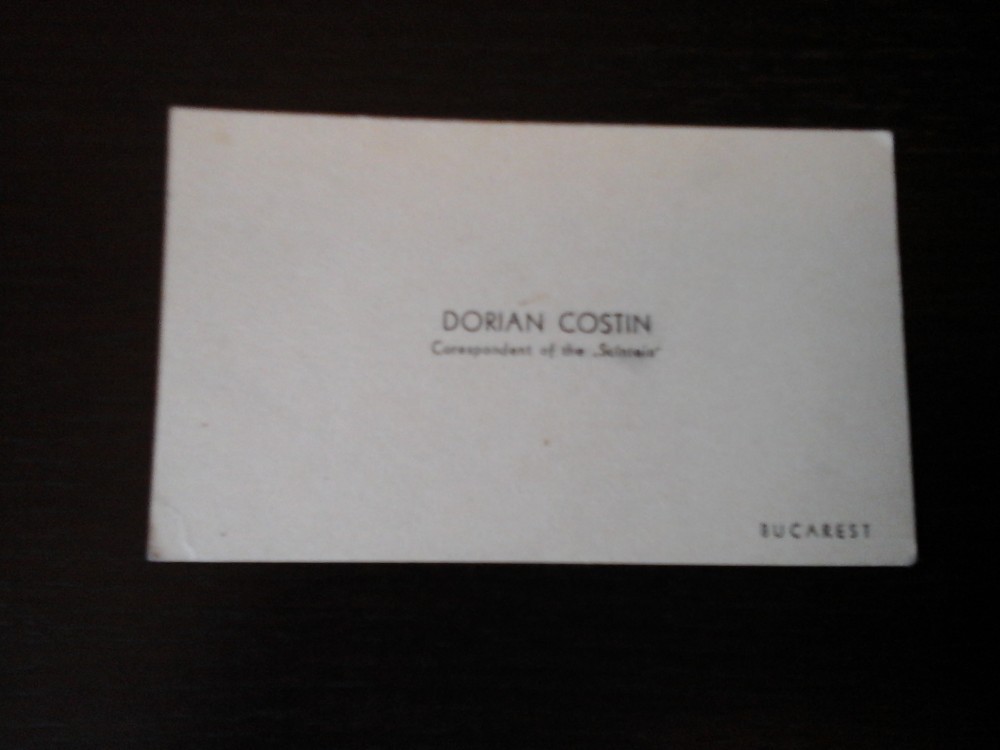 DORIAN COSTIN
Corespondent of the „Scînteia"
BUCAREST